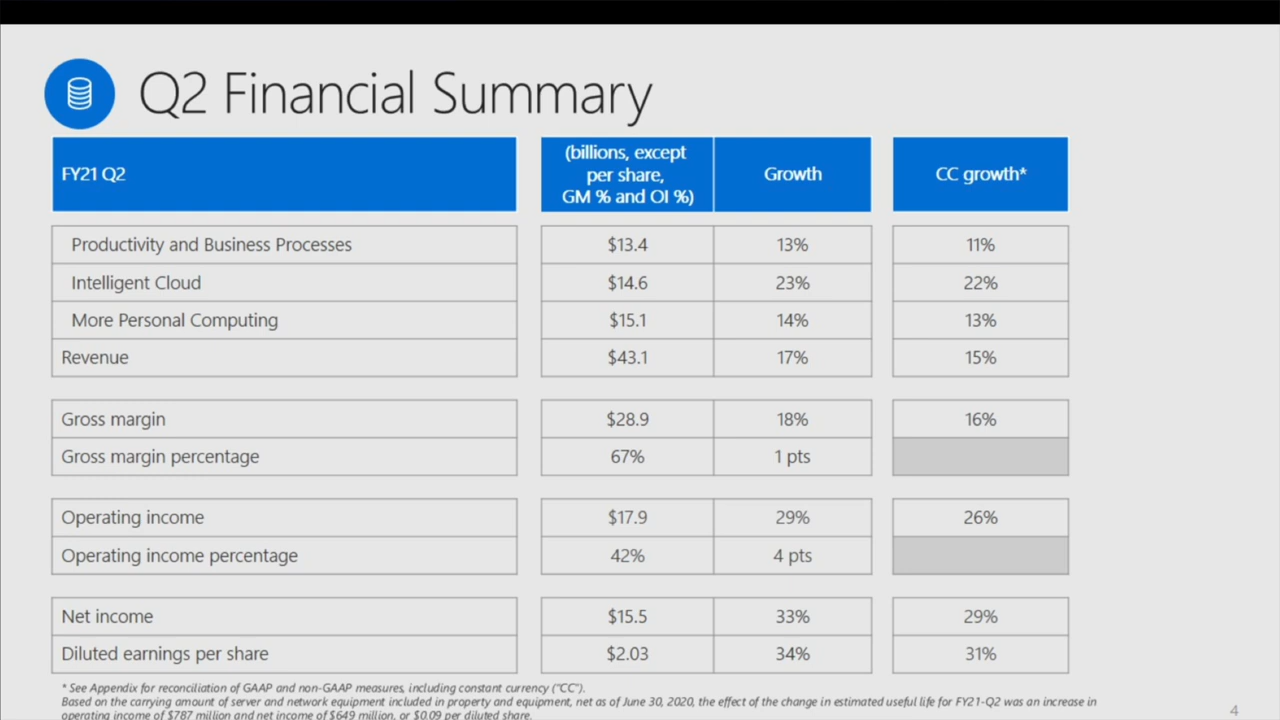 Q2 Financial Summary
FY21 Q2
(billions, except
per share,
GM % and OI %)
Growth
CC growth*
Productivity and Business Processes $13.4 13% 11%
Intelligent Cloud $14.6 23% 22%
More Personal Computing $15.1 14% 13%
Revenue $43.1 17% 15%
Gross margin $28.9 18% 16%
Gross margin percentage 67% 1 pts
Operating income $17.9 29% 26%
Operating income percentage 42% 4 pts
Net income $15.5 33% 29%
Diluted earnings per share $2.03 34% 31%
* See Appendix for reconciliation of GAAP and non-GAAP measures, including constant currency ("CC").
Based on the carrying amount of server and network equipment included in property and equipment, net as of June 30, 2020, the effect of the change in estimated useful life for FY21-Q2 was an increase in
operating income of $787 million and net income of $649 million, or $0.09 per diluted share.
4